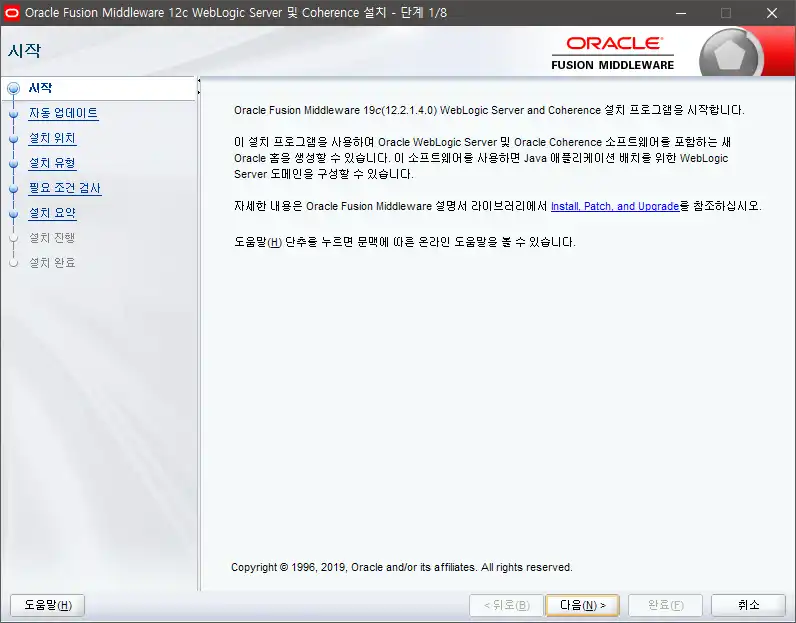 Oracle Fusion Middleware 12c WebLogic Server 및 Coherence 설치 - 단계 1/8
시작
ORACLE®
FUSION MIDDLEWARE
시작
자동 업데이트
설치 위치
설치 유형
필요 조건 검사
설치 요약
설치 진행
설치 완료
Oracle Fusion Middleware 19c(12.2.1.4.0) WebLogic Server and Coherence 설치 프로그램을 시작합니다.
이 설치 프로그램을 사용하여 Oracle WebLogic Server 및 Oracle Coherence 소프트웨어를 포함하는 새
Oracle 홈을 생성할 수 있습니다. 이 소프트웨어를 사용하면 Java 애플리케이션 배치를 위한 WebLogic
Server 도메인을 구성할 수 있습니다.
자세한 내용은 Oracle Fusion Middleware 설명서 라이브러리에서 Install, Patch, and Upgrade를 참조하십시오.
도움말(H) 단추를 누르면 문맥에 따른 온라인 도움말을 볼 수 있습니다.
Copyright © 1996, 2019, Oracle and/or its affiliates. All rights reserved.
도움말(H)
< 뒤로(B)
다음(N) >
완료(F)
취소